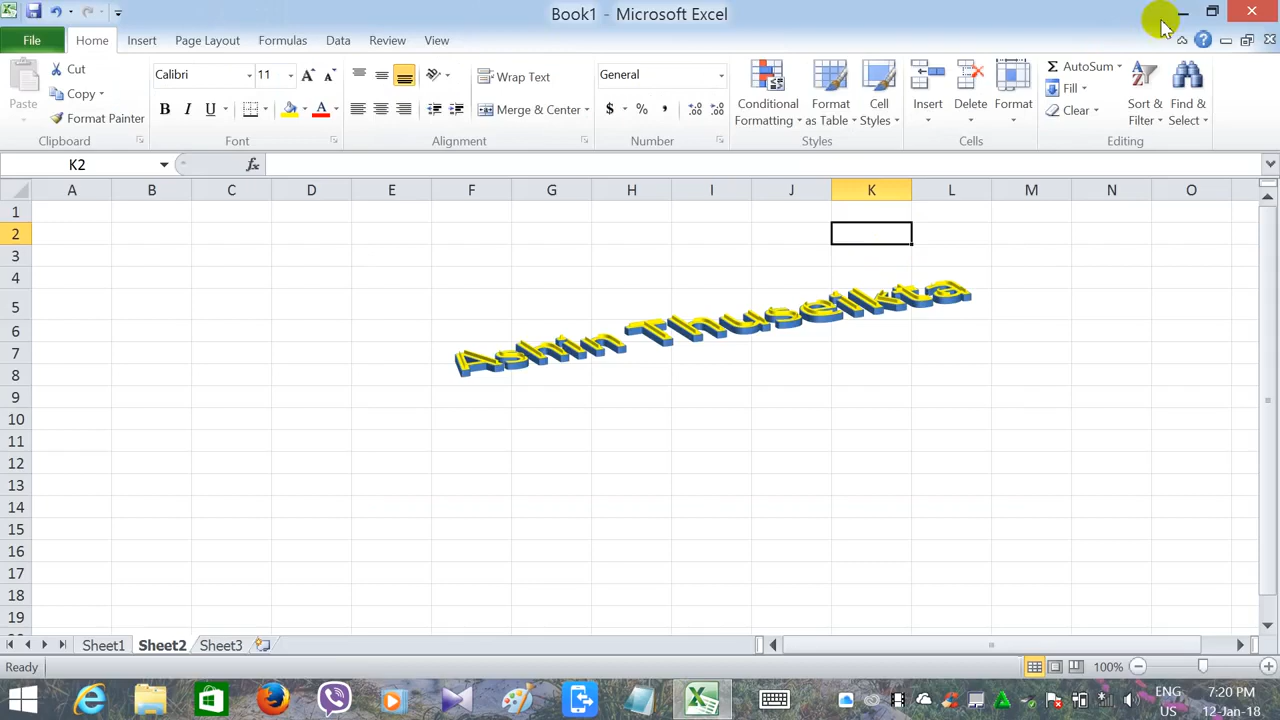 Book1 - Microsoft Excel
File Home Insert Page Layout Formulas Data Review View
Paste
Cut
Copy
Format Painter
Clipboard
Calibri 11
B I U A
Font
Wrap Text
Merge & Center
Alignment
General
$ % ,
Number
Conditional Formatting
Format as Table
Cell Styles
Styles
Insert
Delete
Format
Cells
Σ AutoSum
Fill
Clear
Sort & Filter
Find & Select
Editing
K2 fx
A B C D E F G H I J K L M N O
1
2
3
4
5
6
7
8
9
10
11
12
13
14
15
16
17
18
19
Ashin Thuseikta
Sheet1 Sheet2 Sheet3
Ready 100%
ENG 7:20 PM
US 12-Jan-18